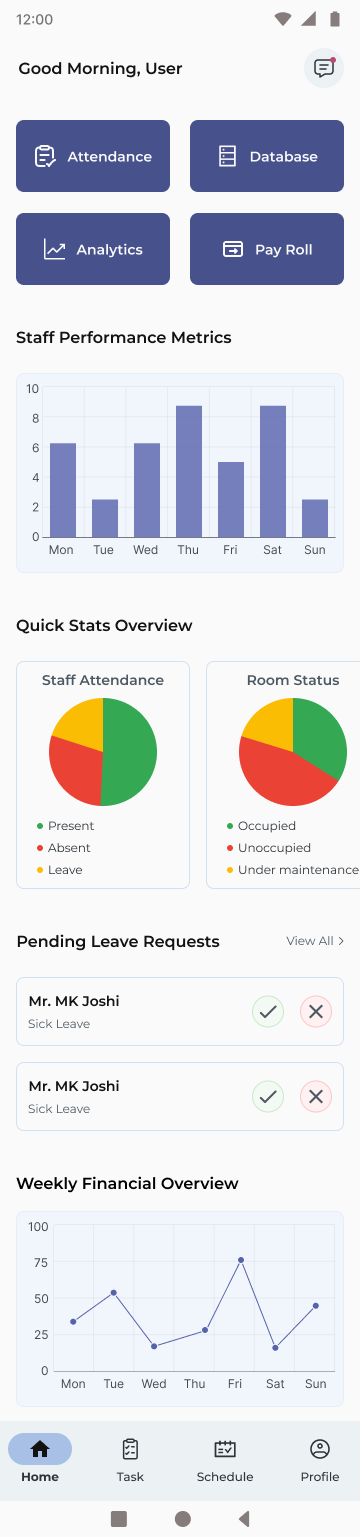 12:00
Good Morning, User
Attendance
Database
Analytics
Pay Roll
Staff Performance Metrics
10
8
6
4
2
0
Mon Tue Wed Thu Fri Sat Sun
Quick Stats Overview
Staff Attendance
Present
Absent
Leave
Room Status
Occupied
Unoccupied
Under maintenance
Pending Leave Requests
View All
Mr. MK Joshi
Sick Leave
Mr. MK Joshi
Sick Leave
Weekly Financial Overview
100
75
50
25
0
Mon Tue Wed Thu Fri Sat Sun
Home
Task
Schedule
Profile